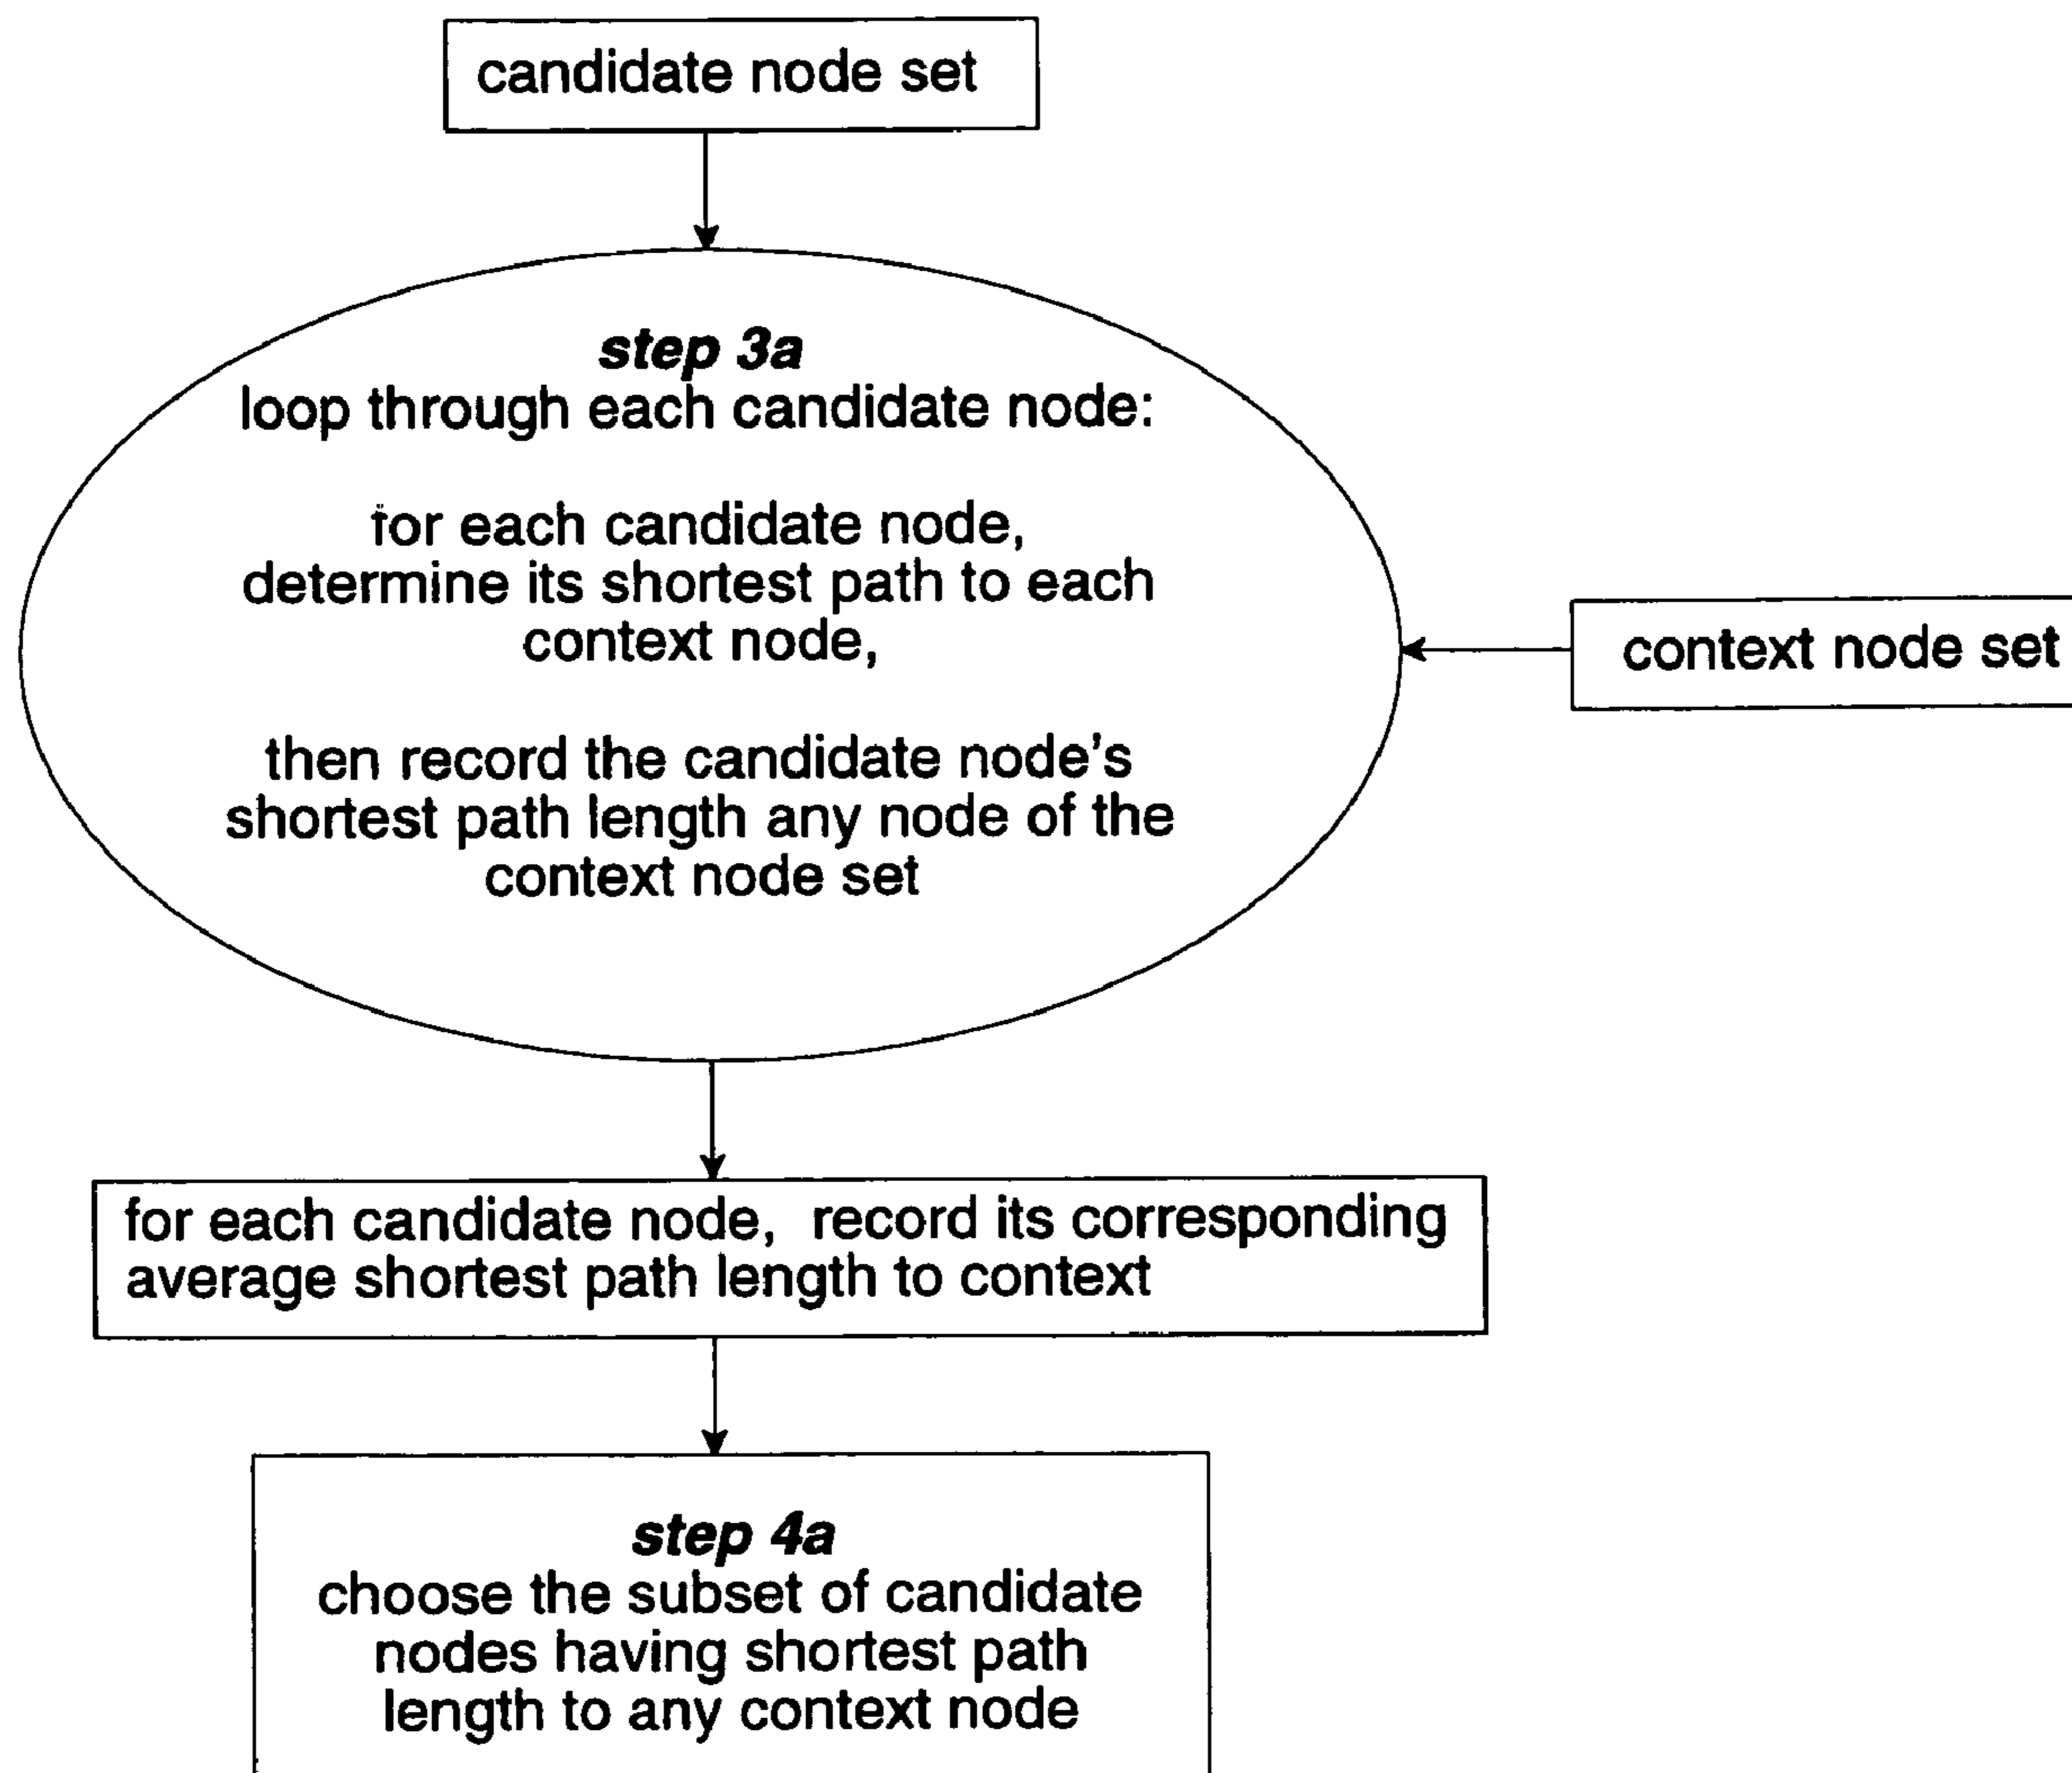 candidate node set
step 3a
loop through each candidate node:
for each candidate node,
determine its shortest path to each
context node,
then record the candidate node's
shortest path length any node of the
context node set
context node set
for each candidate node, record its corresponding
average shortest path length to context
step 4a
choose the subset of candidate
nodes having shortest path
length to any context node